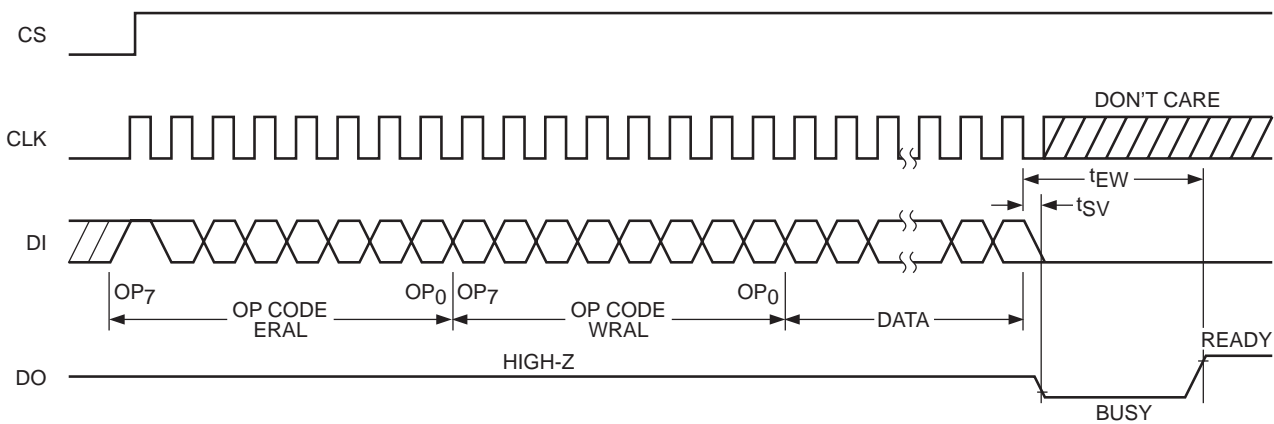 CS
DON'T CARE
CLK
tEW
tSV
DI
OP7 OP0 OP7 OP0
OP CODE
ERAL
OP CODE
WRAL
DATA
READY
HIGH-Z
DO
BUSY